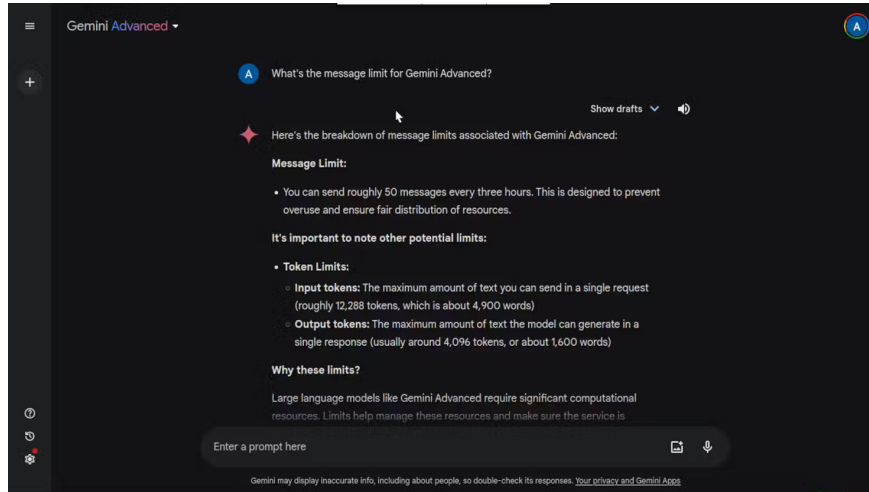 Gemini Advanced
A
A
What's the message limit for Gemini Advanced?
Show drafts
Here's the breakdown of message limits associated with Gemini Advanced:
Message Limit:
• You can send roughly 50 messages every three hours. This is designed to prevent
overuse and ensure fair distribution of resources.
It's important to note other potential limits:
• Token Limits:
○ Input tokens: The maximum amount of text you can send in a single request
(roughly 12,288 tokens, which is about 4,900 words)
○ Output tokens: The maximum amount of text the model can generate in a
single response (usually around 4,096 tokens, or about 1,600 words)
Why these limits?
Large language models like Gemini Advanced require significant computational
resources. Limits help manage these resources and make sure the service is
Enter a prompt here
Gemini may display inaccurate info, including about people, so double-check its responses. Your privacy and Gemini Apps